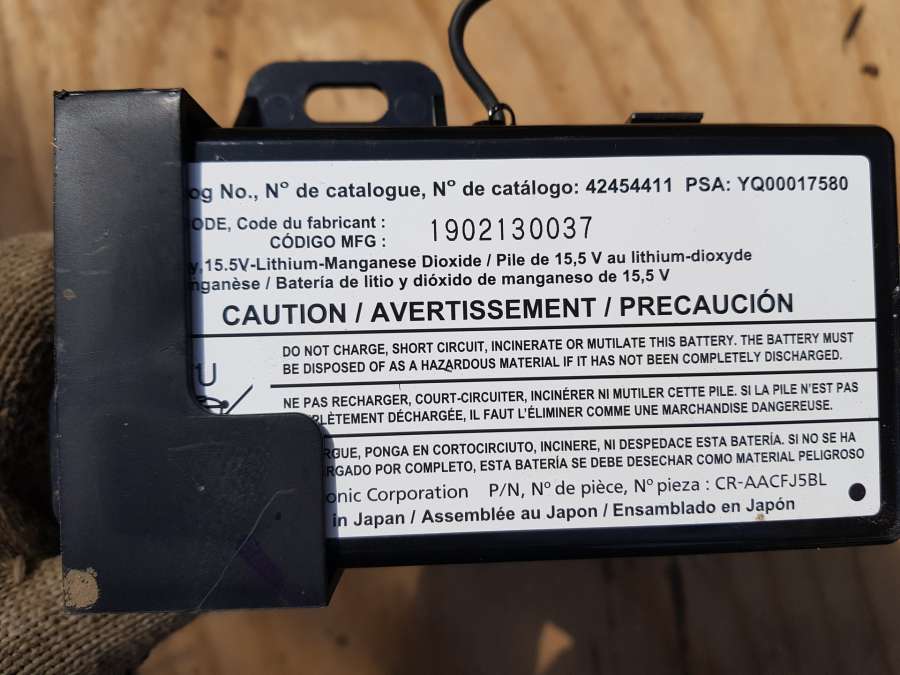 og No., Nº de catalogue, Nº de catálogo: 42454411 PSA: YQ00017580
ODE, Code du fabricant :
CÓDIGO MFG :
1902130037
y,15.5V-Lithium-Manganese Dioxide / Pile de 15,5 V au lithium-dioxyde
nganèse / Batería de litio y dióxido de manganeso de 15,5 V
CAUTION / AVERTISSEMENT / PRECAUCIÓN
DO NOT CHARGE, SHORT CIRCUIT, INCINERATE OR MUTILATE THIS BATTERY. THE BATTERY MUST
BE DISPOSED OF AS A HAZARDOUS MATERIAL IF IT HAS NOT BEEN COMPLETELY DISCHARGED.
U
NE PAS RECHARGER, COURT-CIRCUITER, INCINÉRER NI MUTILER CETTE PILE. SI LA PILE N'EST PAS
PLÈTEMENT DÉCHARGÉE, IL FAUT L'ÉLIMINER COMME UNE MARCHANDISE DANGEREUSE.
RGUE, PONGA EN CORTOCIRCIUTO, INCINERE, NI DESPEDACE ESTA BATERÍA. SI NO SE HA
RGADO POR COMPLETO, ESTA BATERÍA SE DEBE DESECHAR COMO MATERIAL PELIGROSO
onic Corporation P/N, Nº de pièce, Nº pieza : CR-AACFJ5BL
in Japan / Assemblée au Japon / Ensamblado en Japón